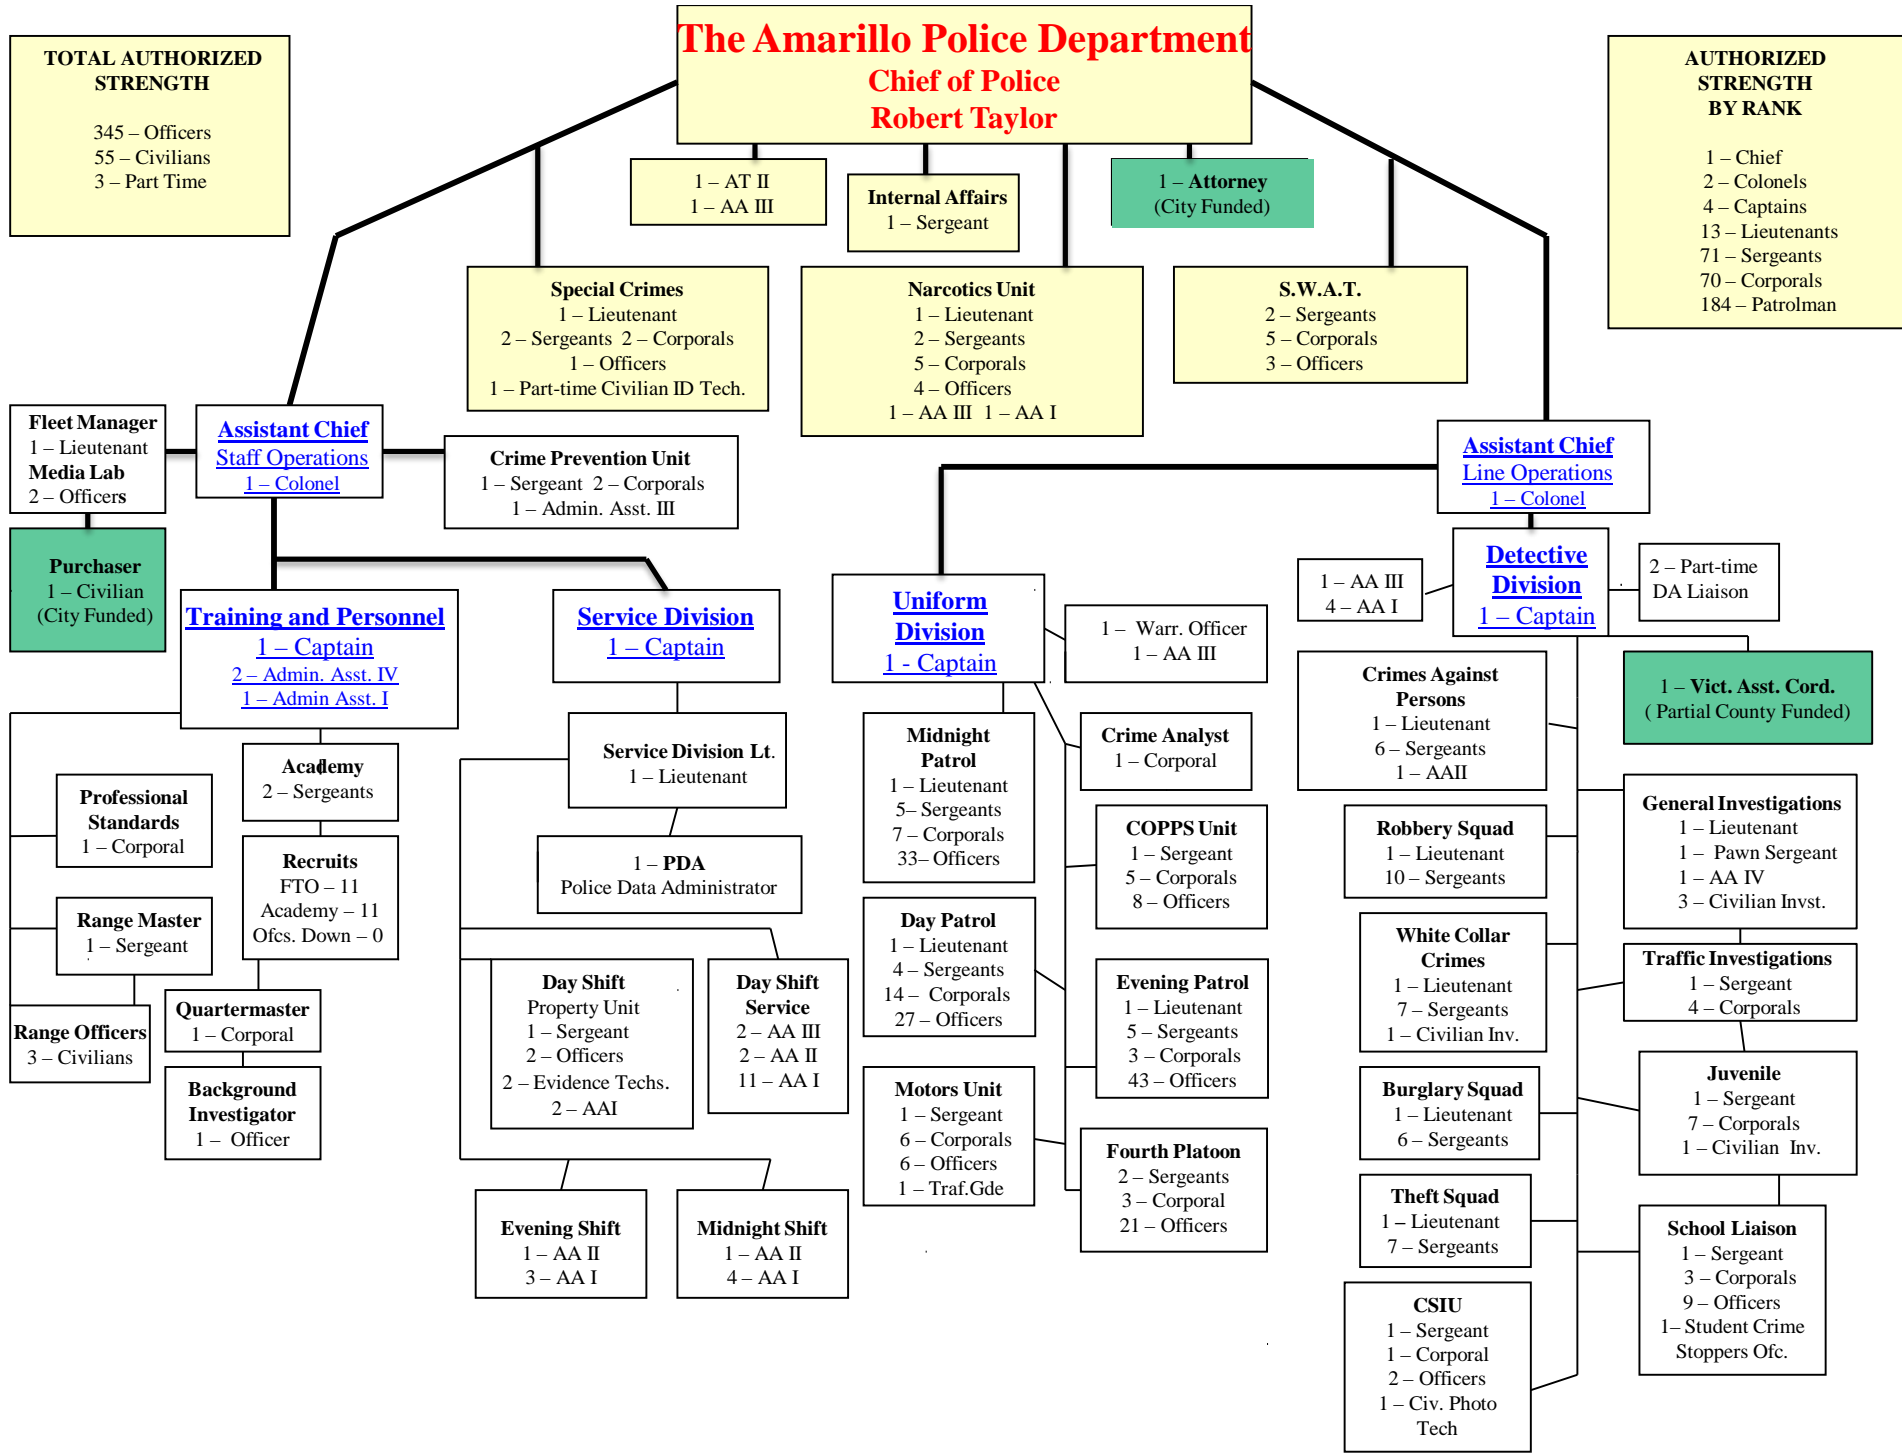 The Amarillo Police Department
Chief of Police
Robert Taylor
TOTAL AUTHORIZED
STRENGTH
345 – Officers
55 – Civilians
3 – Part Time
AUTHORIZED
STRENGTH
BY RANK
1 – Chief
2 – Colonels
4 – Captains
13 – Lieutenants
71 – Sergeants
70 – Corporals
184 – Patrolman
1 – AT II
1 – AA III
Internal Affairs
1 – Sergeant
1 – Attorney
(City Funded)
Special Crimes
1 – Lieutenant
2 – Sergeants 2 – Corporals
1 – Officers
1 – Part-time Civilian ID Tech.
Narcotics Unit
1 – Lieutenant
2 – Sergeants
5 – Corporals
4 – Officers
1 – AA III 1 – AA I
S.W.A.T.
2 – Sergeants
5 – Corporals
3 – Officers
Fleet Manager
1 – Lieutenant
Media Lab
2 – Officers
Assistant Chief
Staff Operations
1 – Colonel
Crime Prevention Unit
1 – Sergeant 2 – Corporals
1 – Admin. Asst. III
Assistant Chief
Line Operations
1 – Colonel
Purchaser
1 – Civilian
(City Funded)
Training and Personnel
1 – Captain
2 – Admin. Asst. IV
1 – Admin Asst. I
Service Division
1 – Captain
Uniform
Division
1 - Captain
1 – Warr. Officer
1 – AA III
1 – AA III
4 – AA I
Detective
Division
1 – Captain
2 – Part-time
DA Liaison
1 – Vict. Asst. Cord.
( Partial County Funded)
Academy
2 – Sergeants
Professional
Standards
1 – Corporal
Recruits
FTO – 11
Academy – 11
Ofcs. Down – 0
Range Master
1 – Sergeant
Range Officers
3 – Civilians
Quartermaster
1 – Corporal
Background
Investigator
1 – Officer
Service Division Lt.
1 – Lieutenant
1 – PDA
Police Data Administrator
Day Shift
Property Unit
1 – Sergeant
2 – Officers
2 – Evidence Techs.
2 – AAI
Day Shift
Service
2 – AA III
2 – AA II
11 – AA I
Evening Shift
1 – AA II
3 – AA I
Midnight Shift
1 – AA II
4 – AA I
Midnight
Patrol
1 – Lieutenant
5– Sergeants
7 – Corporals
33– Officers
Crime Analyst
1 – Corporal
COPPS Unit
1 – Sergeant
5 – Corporals
8 – Officers
Day Patrol
1 – Lieutenant
4 – Sergeants
14 – Corporals
27 – Officers
Evening Patrol
1 – Lieutenant
5 – Sergeants
3 – Corporals
43 – Officers
Motors Unit
1 – Sergeant
6 – Corporals
6 – Officers
1 – Traf.Gde
Fourth Platoon
2 – Sergeants
3 – Corporal
21 – Officers
Crimes Against
Persons
1 – Lieutenant
6 – Sergeants
1 – AAII
Robbery Squad
1 – Lieutenant
10 – Sergeants
White Collar
Crimes
1 – Lieutenant
7 – Sergeants
1 – Civilian Inv.
Burglary Squad
1 – Lieutenant
6 – Sergeants
Theft Squad
1 – Lieutenant
7 – Sergeants
CSIU
1 – Sergeant
1 – Corporal
2 – Officers
1 – Civ. Photo
Tech
General Investigations
1 – Lieutenant
1 – Pawn Sergeant
1 – AA IV
3 – Civilian Invst.
Traffic Investigations
1 – Sergeant
4 – Corporals
Juvenile
1 – Sergeant
7 – Corporals
1 – Civilian Inv.
School Liaison
1 – Sergeant
3 – Corporals
9 – Officers
1– Student Crime
Stoppers Ofc.